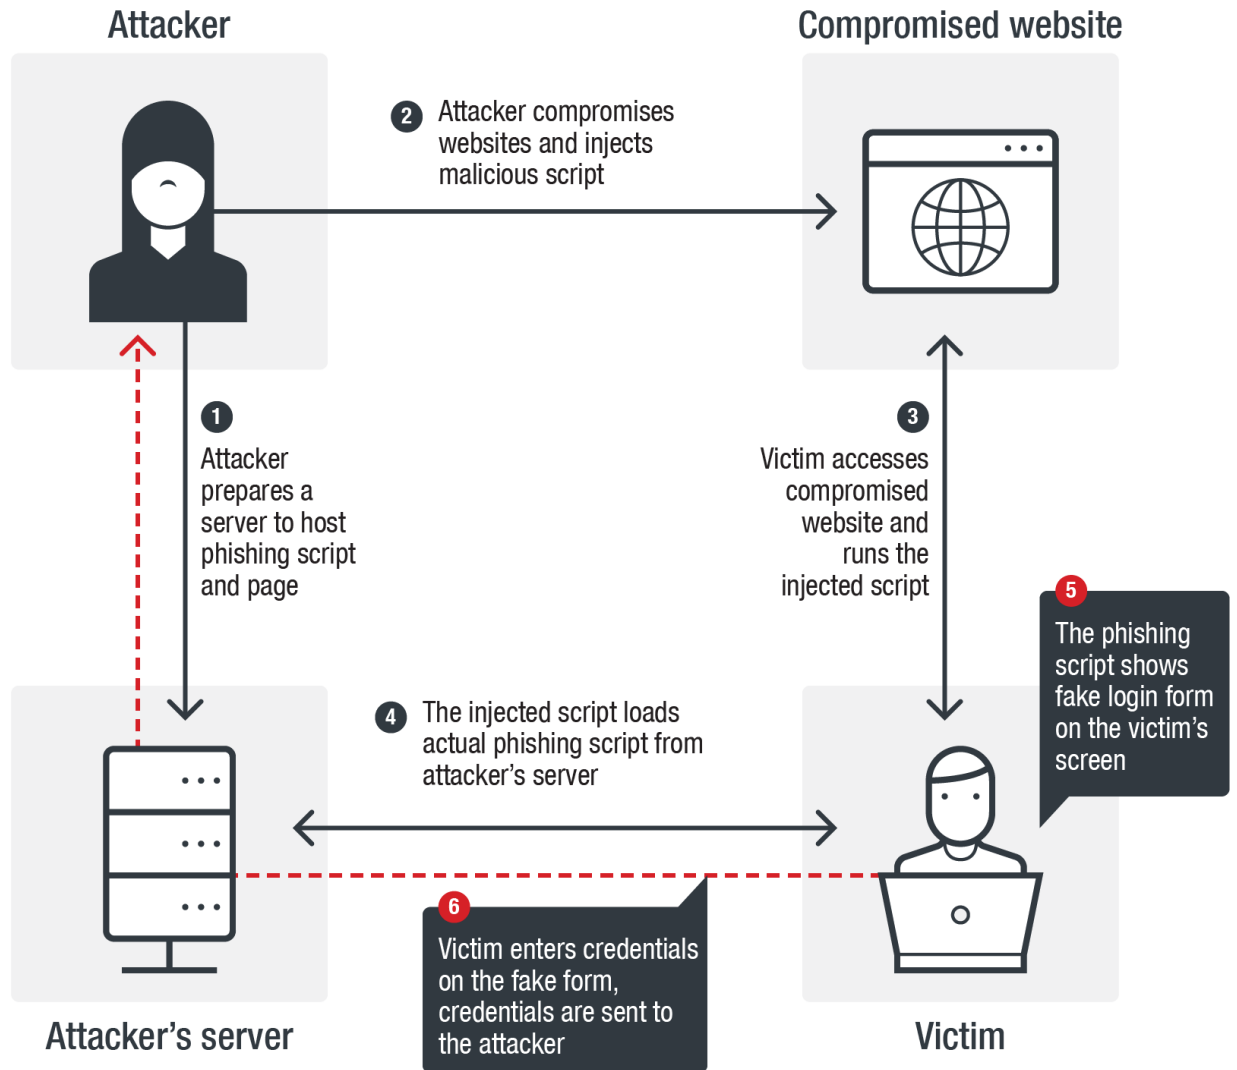 Attacker
Compromised website
2
Attacker compromises
websites and injects
malicious script
1
Attacker
prepares a
server to host
phishing script
and page
3
Victim accesses
compromised
website and
runs the
injected script
5
The phishing
script shows
fake login form
on the victim’s
screen
4
The injected script loads
actual phishing script from
attacker’s server
6
Victim enters credentials
on the fake form,
credentials are sent to
the attacker
Attacker’s server
Victim